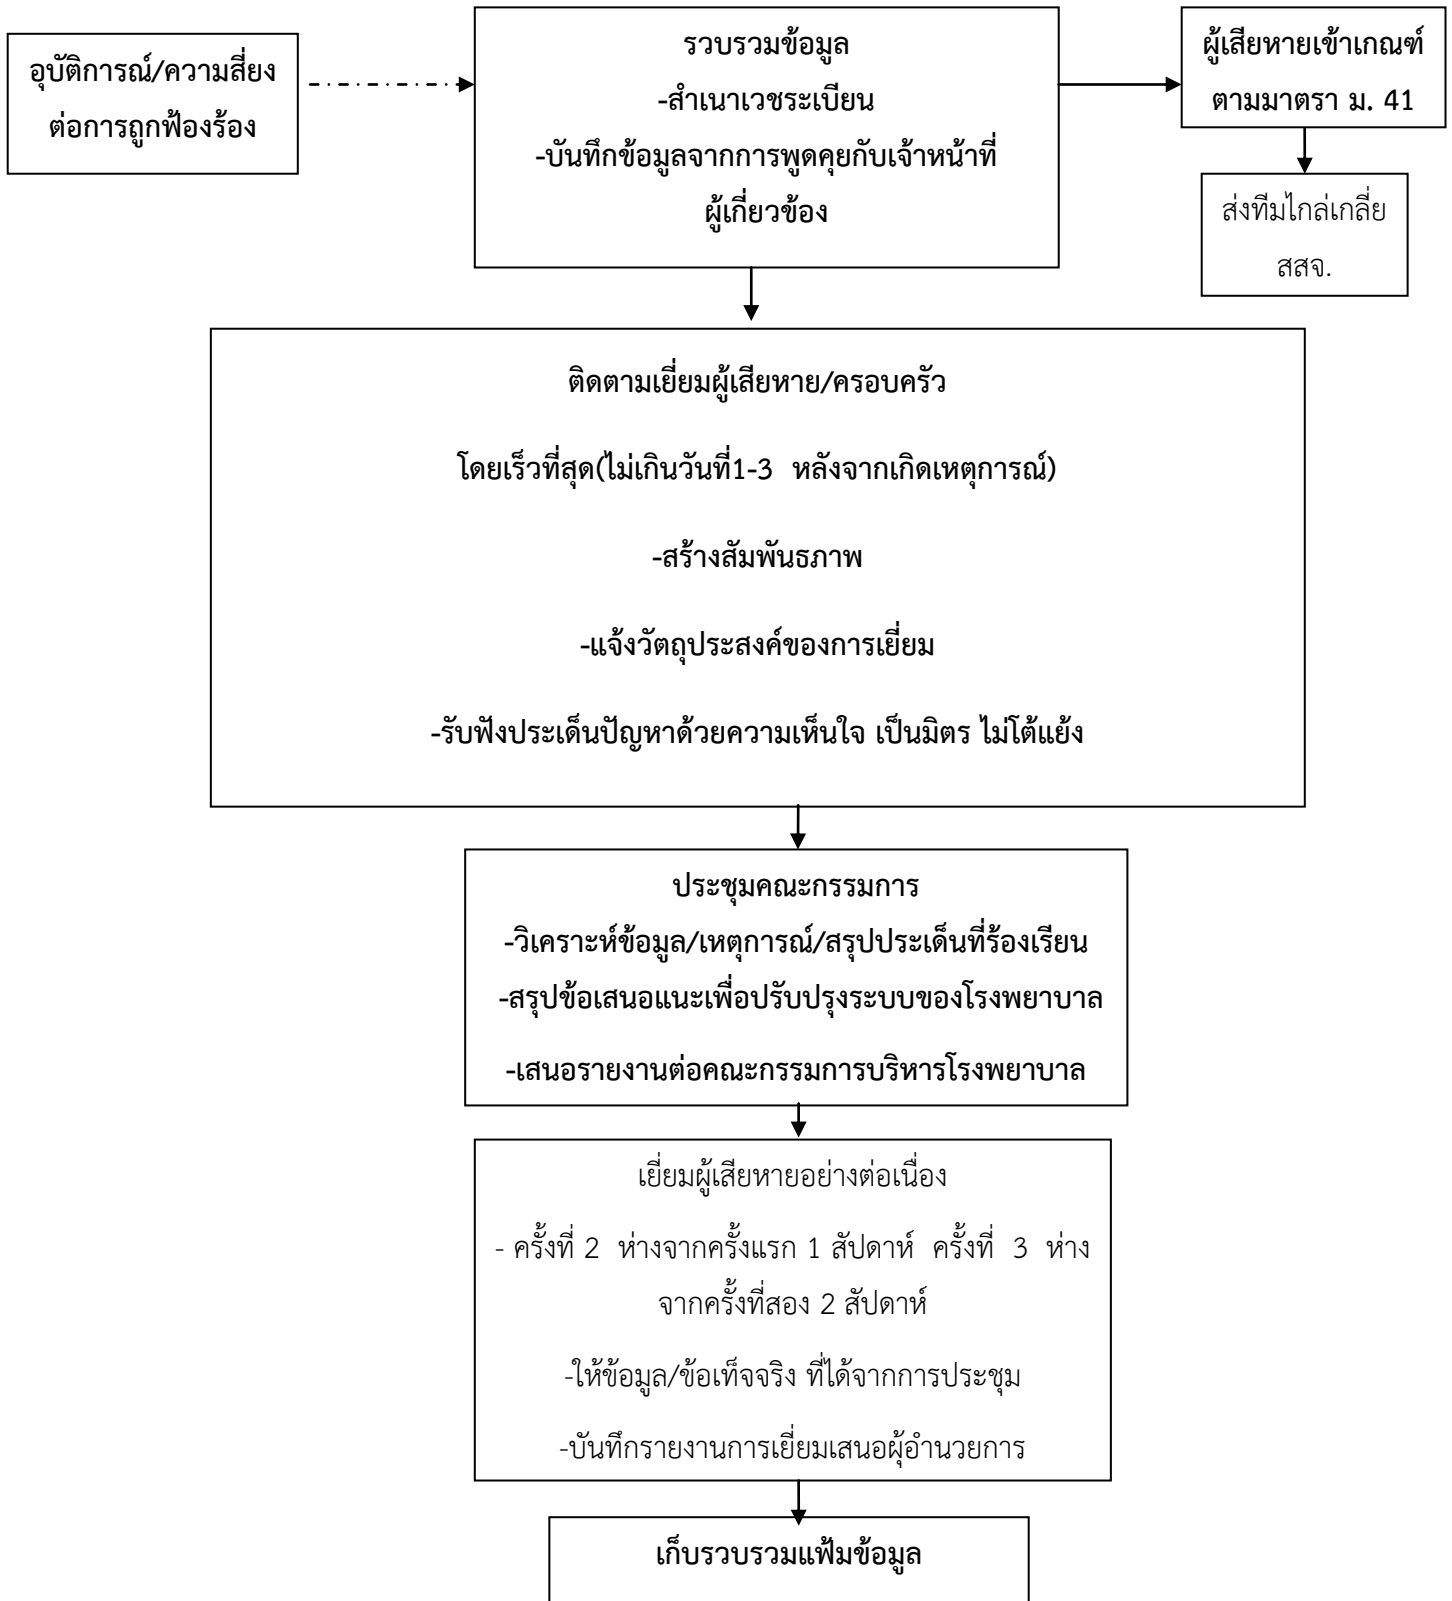 อุบัติการณ์/ความสี่ยง
ต่อการถูกฟ้องร้อง
รวบรวมข้อมูล
-สำเนาเวชระเบียน
-บันทึกข้อมูลจากการพูดคุยกับเจ้าหน้าที่
ผู้เกี่ยวข้อง
ผู้เสียหายเข้าเกณฑ์
ตามมาตรา ม. 41
ส่งทีมไกล่เกลี่ย
สสจ.
ติดตามเยี่ยมผู้เสียหาย/ครอบครัว
โดยเร็วที่สุด(ไม่เกินวันที่1-3 หลังจากเกิดเหตุการณ์)
-สร้างสัมพันธภาพ
-แจ้งวัตถุประสงค์ของการเยี่ยม
-รับฟังประเด็นปัญหาด้วยความเห็นใจ เป็นมิตร ไม่โต้แย้ง
ประชุมคณะกรรมการ
-วิเคราะห์ข้อมูล/เหตุการณ์/สรุปประเด็นที่ร้องเรียน
-สรุปข้อเสนอแนะเพื่อปรับปรุงระบบของโรงพยาบาล
-เสนอรายงานต่อคณะกรรมการบริหารโรงพยาบาล
เยี่ยมผู้เสียหายอย่างต่อเนื่อง
- ครั้งที่ 2 ห่างจากครั้งแรก 1 สัปดาห์ ครั้งที่ 3 ห่าง
จากครั้งที่สอง 2 สัปดาห์
-ให้ข้อมูล/ข้อเท็จจริง ที่ได้จากการประชุม
-บันทึกรายงานการเยี่ยมเสนอผุ้อำนวยการ
เก็บรวบรวมแฟ้มข้อมูล